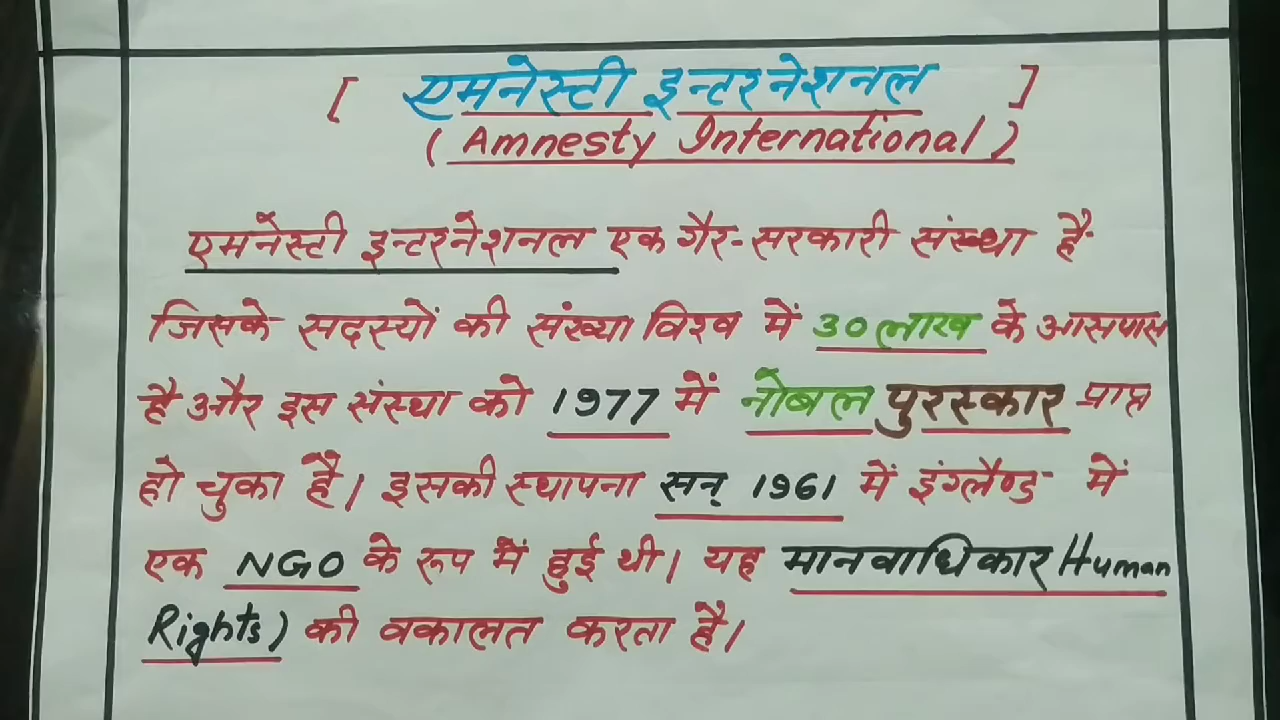 [ एमनेस्टी इन्टरनेशनल ]
(Amnesty International)
एमनेस्टी इन्टरनेशनल एक गैर-सरकारी संस्था है
जिसके सदस्यों की संख्या विश्व में 30 लाख के आसपास
है और इस संस्था को 1977 में नोबल पुरस्कार प्राप्त
हो चुका है। इसकी स्थापना सन् 1961 में इंग्लैण्ड में
एक NGO के रूप में हुई थी। यह मानवाधिकार Human
Rights) की वकालत करता है।